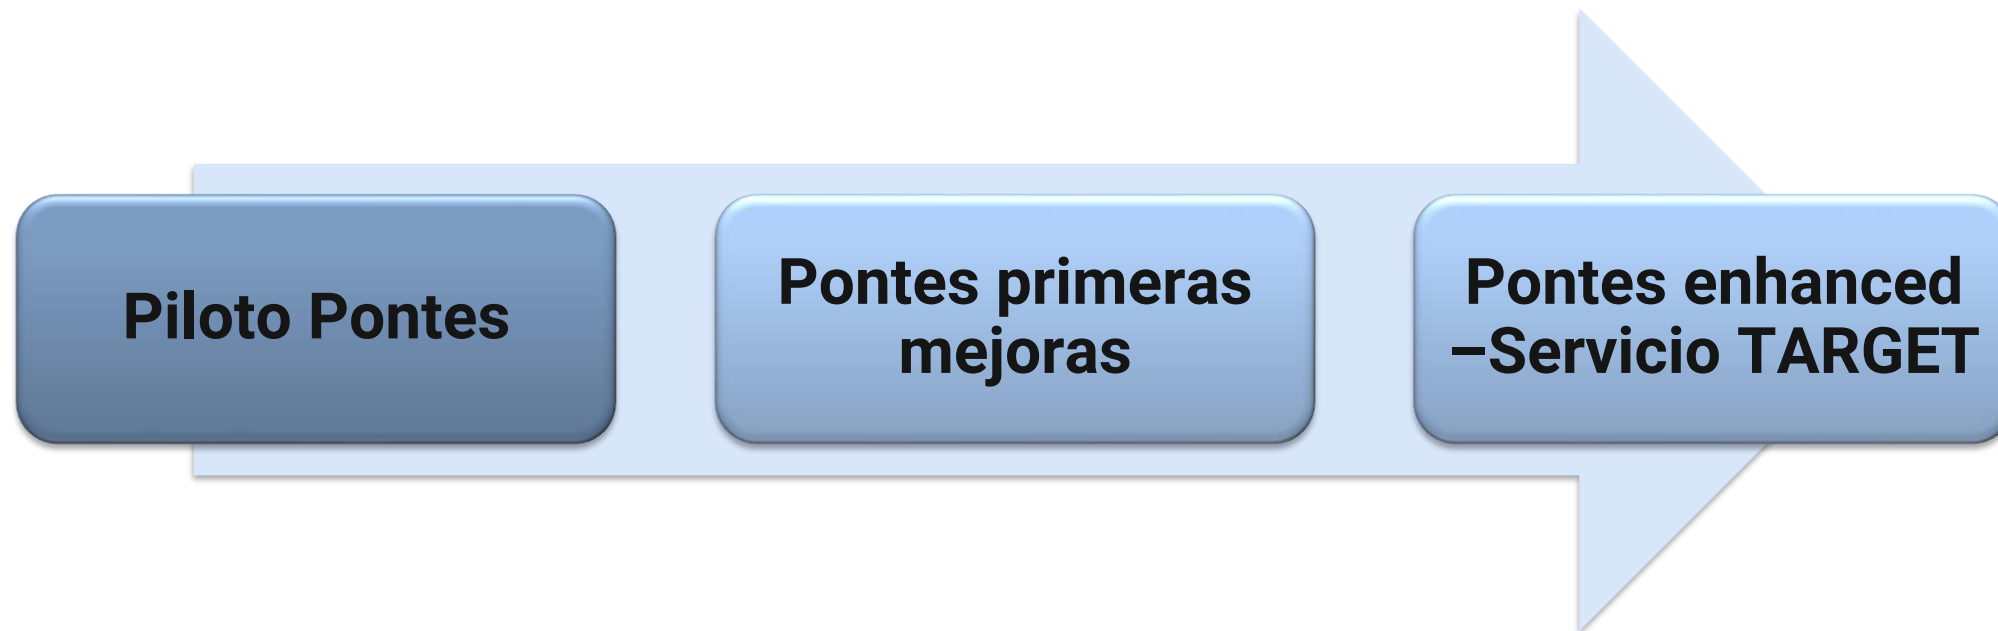 Piloto Pontes
Pontes primeras
mejoras
Pontes enhanced
–Servicio TARGET